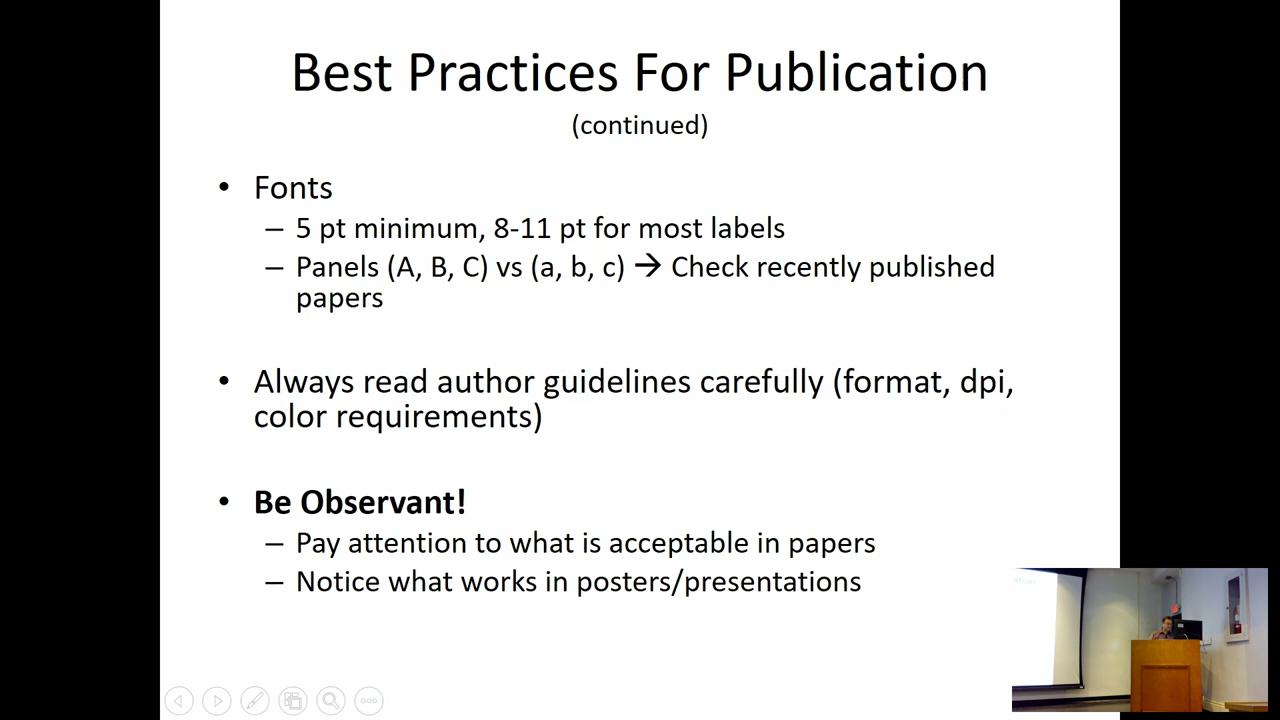 Best Practices For Publication
(continued)
• Fonts
– 5 pt minimum, 8-11 pt for most labels
– Panels (A, B, C) vs (a, b, c) → Check recently published
papers
• Always read author guidelines carefully (format, dpi,
color requirements)
• Be Observant!
– Pay attention to what is acceptable in papers
– Notice what works in posters/presentations